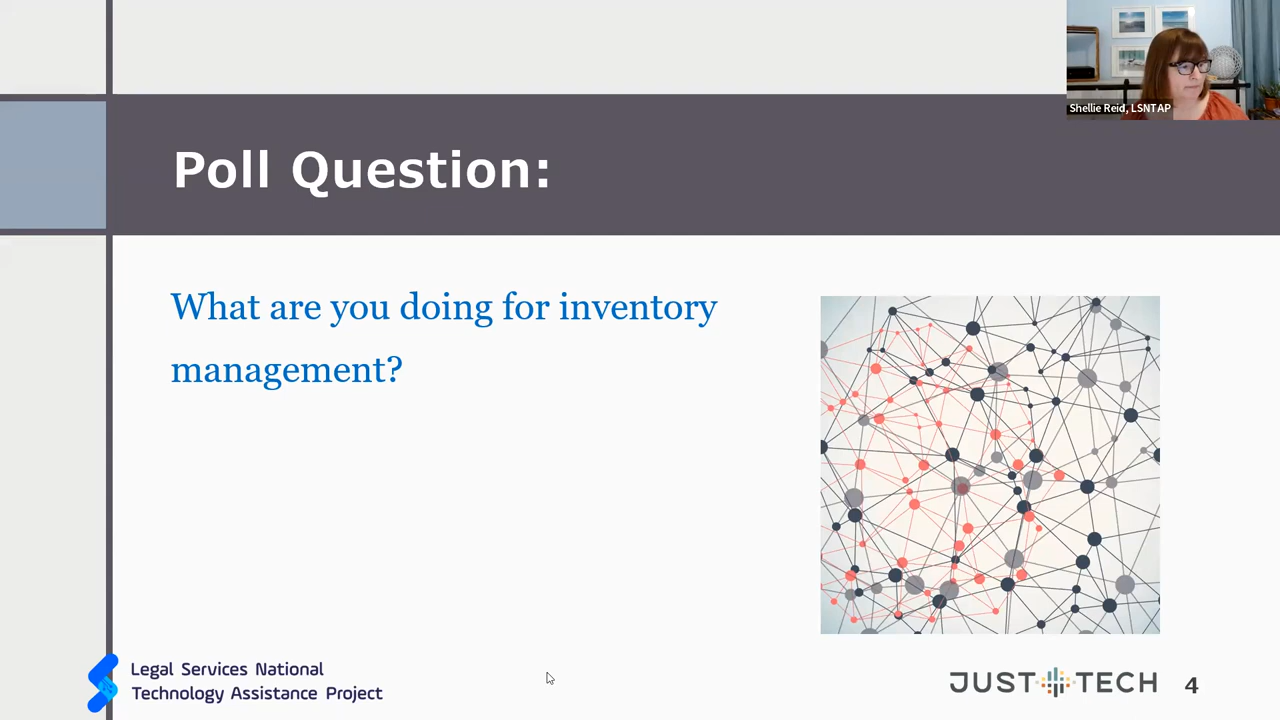 Shellie Reid, LSNTAP
Poll Question:
What are you doing for inventory
management?
Legal Services National
Technology Assistance Project
JUST TECH
4